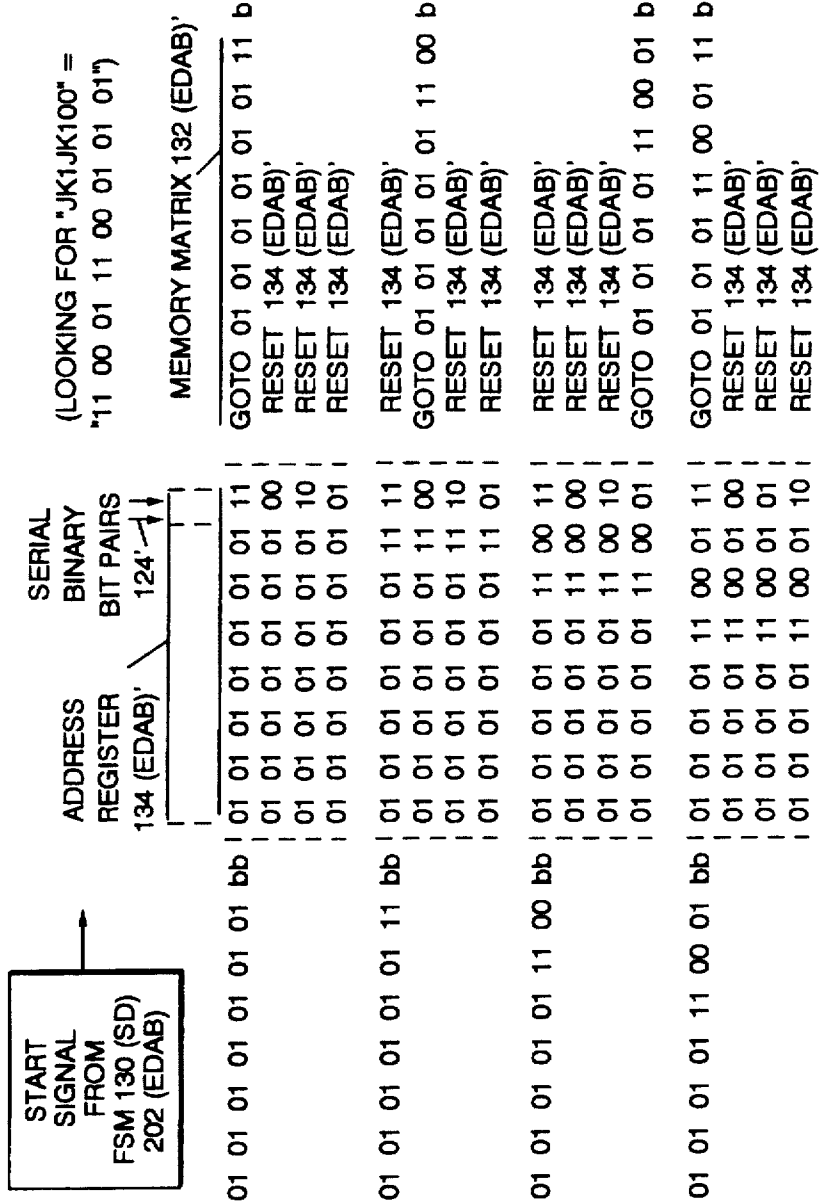 START
SIGNAL
FROM
FSM 130 (SD)
202 (EDAB)
ADDRESS
REGISTER
134 (EDAB)'
SERIAL
BINARY
BIT PAIRS
124'
(LOOKING FOR "JK1JK100" =
"11 00 01 11 00 01 01 01")
MEMORY MATRIX 132 (EDAB)'
01 01 01 01 01 01 01 bb 01 01 01 01 01 01 01 11 GOTO 01 01 01 01 01 01 11 b
01 01 01 01 01 01 01 00 RESET 134 (EDAB)'
01 01 01 01 01 01 01 10 RESET 134 (EDAB)'
01 01 01 01 01 01 01 01 RESET 134 (EDAB)'
01 01 01 01 01 01 11 bb 01 01 01 01 01 01 11 11 RESET 134 (EDAB)'
01 01 01 01 01 01 11 00 GOTO 01 01 01 01 01 11 00 b
01 01 01 01 01 01 11 10 RESET 134 (EDAB)'
01 01 01 01 01 01 11 01 RESET 134 (EDAB)'
01 01 01 01 01 11 00 bb 01 01 01 01 01 11 00 11 RESET 134 (EDAB)'
01 01 01 01 01 11 00 00 RESET 134 (EDAB)'
01 01 01 01 01 11 00 10 RESET 134 (EDAB)'
01 01 01 01 01 11 00 01 GOTO 01 01 01 01 11 00 01 b
01 01 01 01 11 00 01 bb 01 01 01 01 11 00 01 11 GOTO 01 01 01 11 00 01 11 b
01 01 01 01 11 00 01 00 RESET 134 (EDAB)'
01 01 01 01 11 00 01 01 RESET 134 (EDAB)'
01 01 01 01 11 00 01 10 RESET 134 (EDAB)'